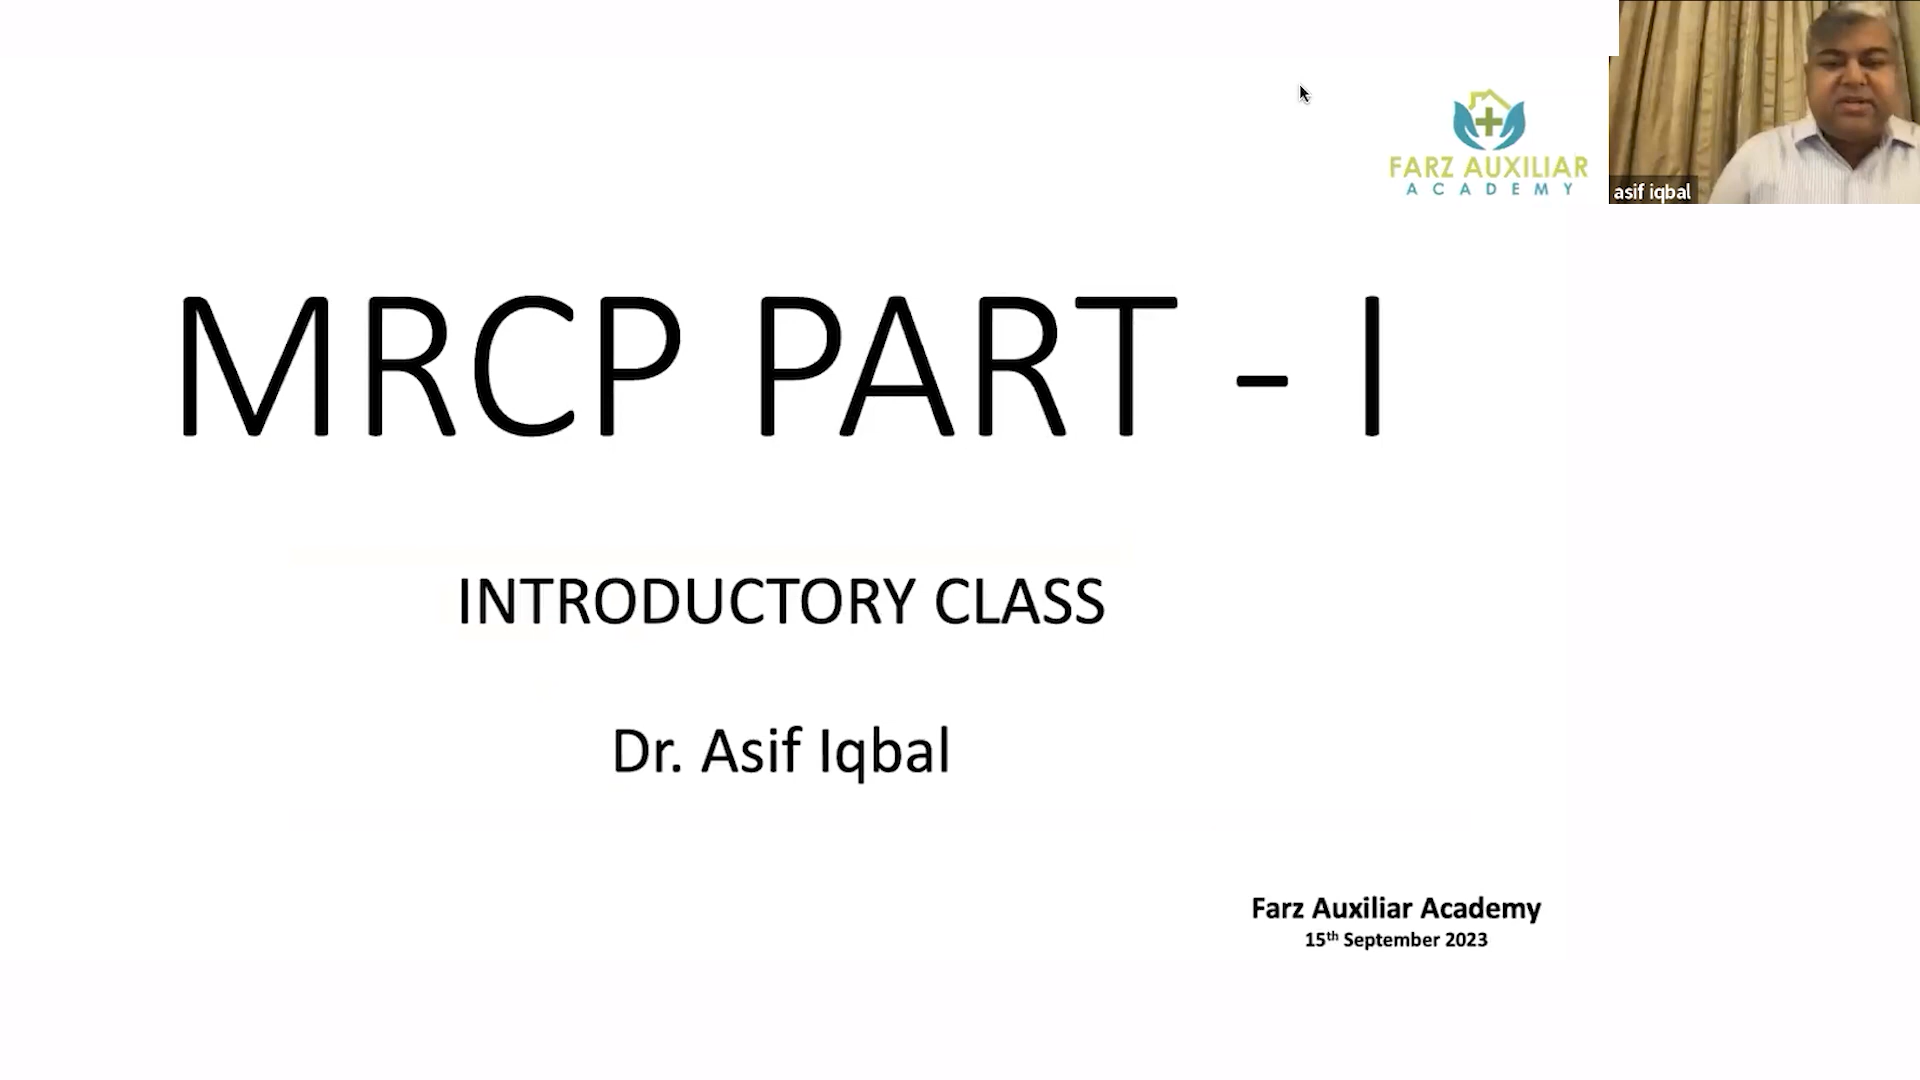 FARZ AUXILIAR
ACADEMY
asif iqbal
MRCP PART - I
INTRODUCTORY CLASS
Dr. Asif Iqbal
Farz Auxiliar Academy
15th September 2023